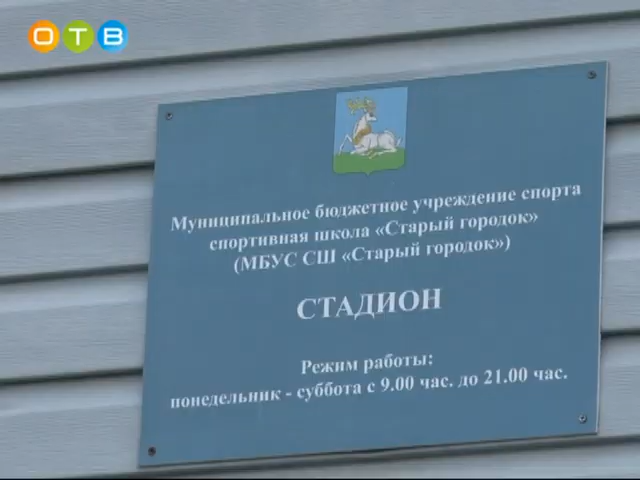 ОТВ
Муниципальное бюджетное учреждение спорта
спортивная школа «Старый городок»
(МБУС СШ «Старый городок»)
СТАДИОН
Режим работы:
понедельник - суббота с 9.00 час. до 21.00 час.